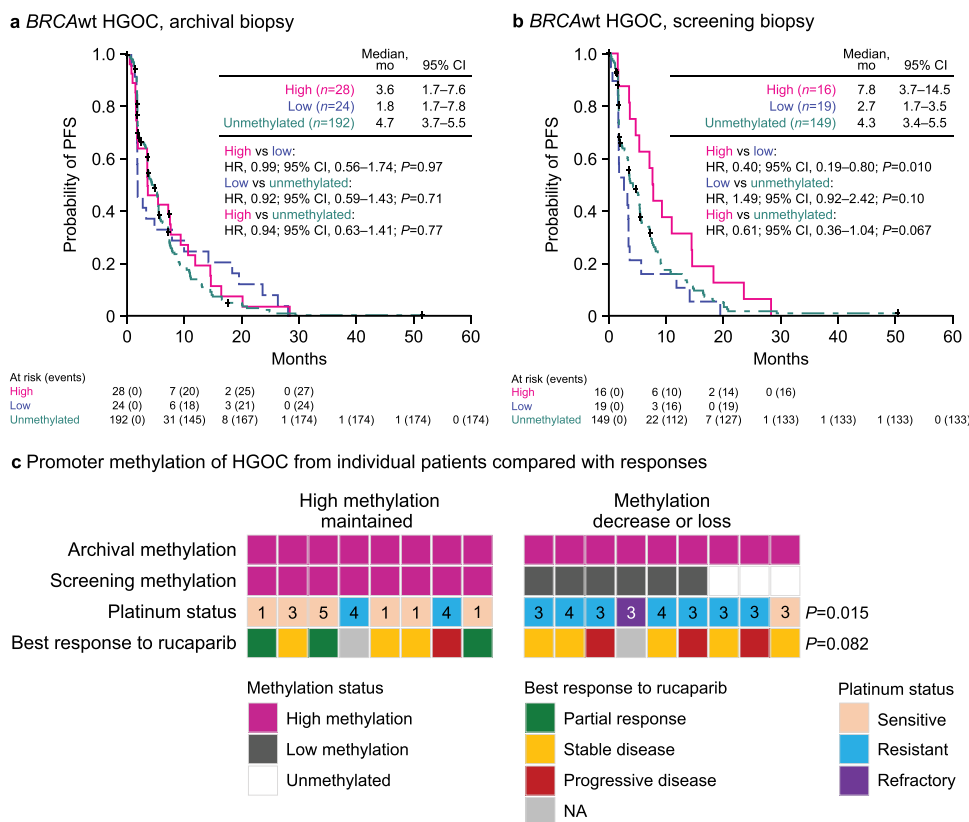 a BRCAwt HGOC, archival biopsy
Median, mo 95% CI
High (n=28) 3.6 1.7–7.6
Low (n=24) 1.8 1.7–7.8
Unmethylated (n=192) 4.7 3.7–5.5
High vs low:
HR, 0.99; 95% CI, 0.56–1.74; P=0.97
Low vs unmethylated:
HR, 0.92; 95% CI, 0.59–1.43; P=0.71
High vs unmethylated:
HR, 0.94; 95% CI, 0.63–1.41; P=0.77
Probability of PFS
1.0
0.8
0.6
0.4
0.2
0
0 10 20 30 40 50 60
Months
At risk (events)
High 28 (0) 7 (20) 2 (25) 0 (27)
Low 24 (0) 6 (18) 3 (21) 0 (24)
Unmethylated 192 (0) 31 (145) 8 (167) 1 (174) 1 (174) 1 (174) 0 (174)
b BRCAwt HGOC, screening biopsy
Median, mo 95% CI
High (n=16) 7.8 3.7–14.5
Low (n=19) 2.7 1.7–3.5
Unmethylated (n=149) 4.3 3.4–5.5
High vs low:
HR, 0.40; 95% CI, 0.19–0.80; P=0.010
Low vs unmethylated:
HR, 1.49; 95% CI, 0.92–2.42; P=0.10
High vs unmethylated:
HR, 0.61; 95% CI, 0.36–1.04; P=0.067
Probability of PFS
1.0
0.8
0.6
0.4
0.2
0
0 10 20 30 40 50 60
Months
At risk (events)
High 16 (0) 6 (10) 2 (14) 0 (16)
Low 19 (0) 3 (16) 0 (19)
Unmethylated 149 (0) 22 (112) 7 (127) 1 (133) 1 (133) 1 (133) 0 (133)
c Promoter methylation of HGOC from individual patients compared with responses
High methylation maintained
Methylation decrease or loss
Archival methylation
Screening methylation
Platinum status 1 3 5 4 1 1 4 1 3 4 3 3 4 3 3 3 3 P=0.015
Best response to rucaparib P=0.082
Methylation status
High methylation
Low methylation
Unmethylated
Best response to rucaparib
Partial response
Stable disease
Progressive disease
NA
Platinum status
Sensitive
Resistant
Refractory